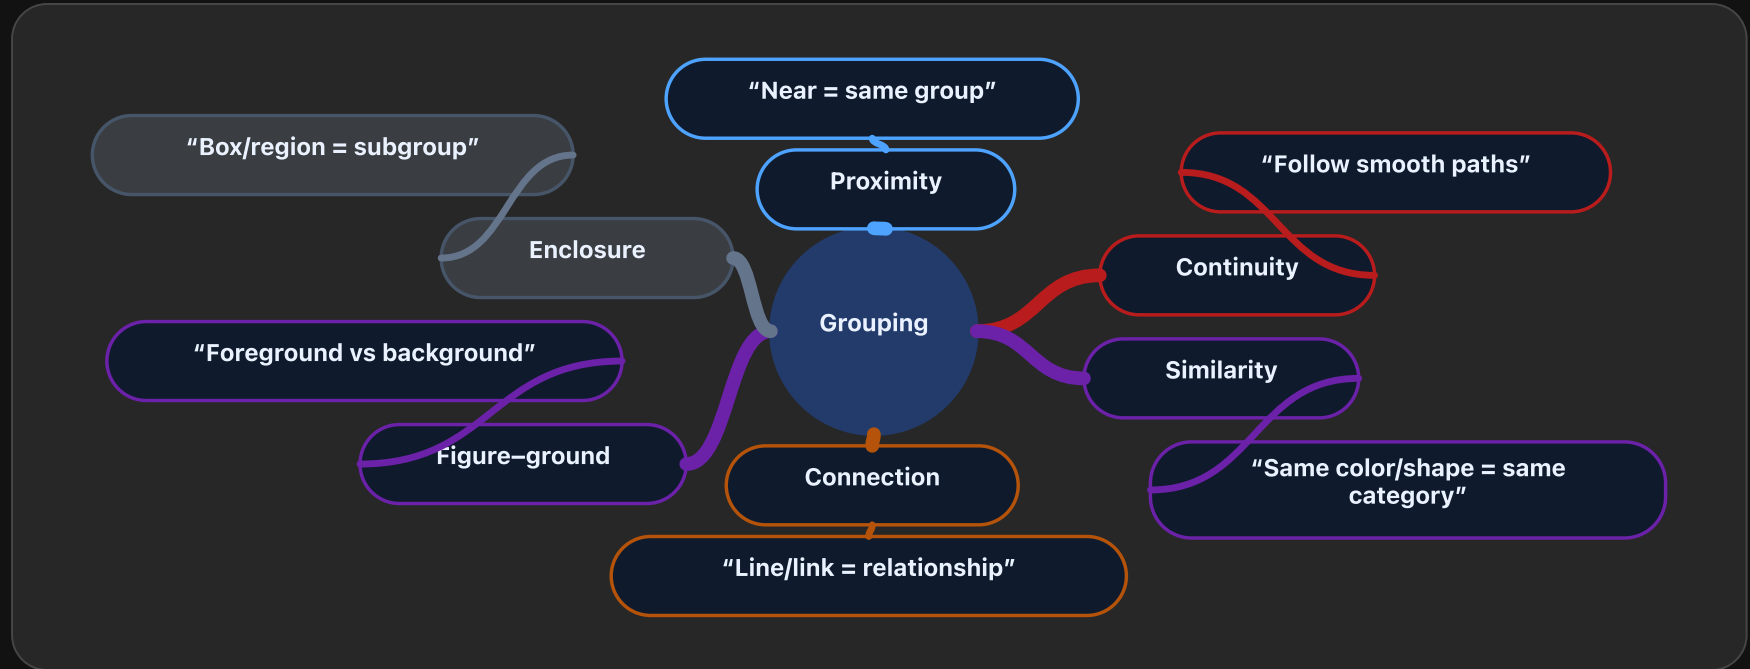 “Near = same group”
“Box/region = subgroup”
“Follow smooth paths”
Proximity
Enclosure
Continuity
Grouping
“Foreground vs background”
Similarity
Figure–ground
“Same color/shape = same
category”
Connection
“Line/link = relationship”